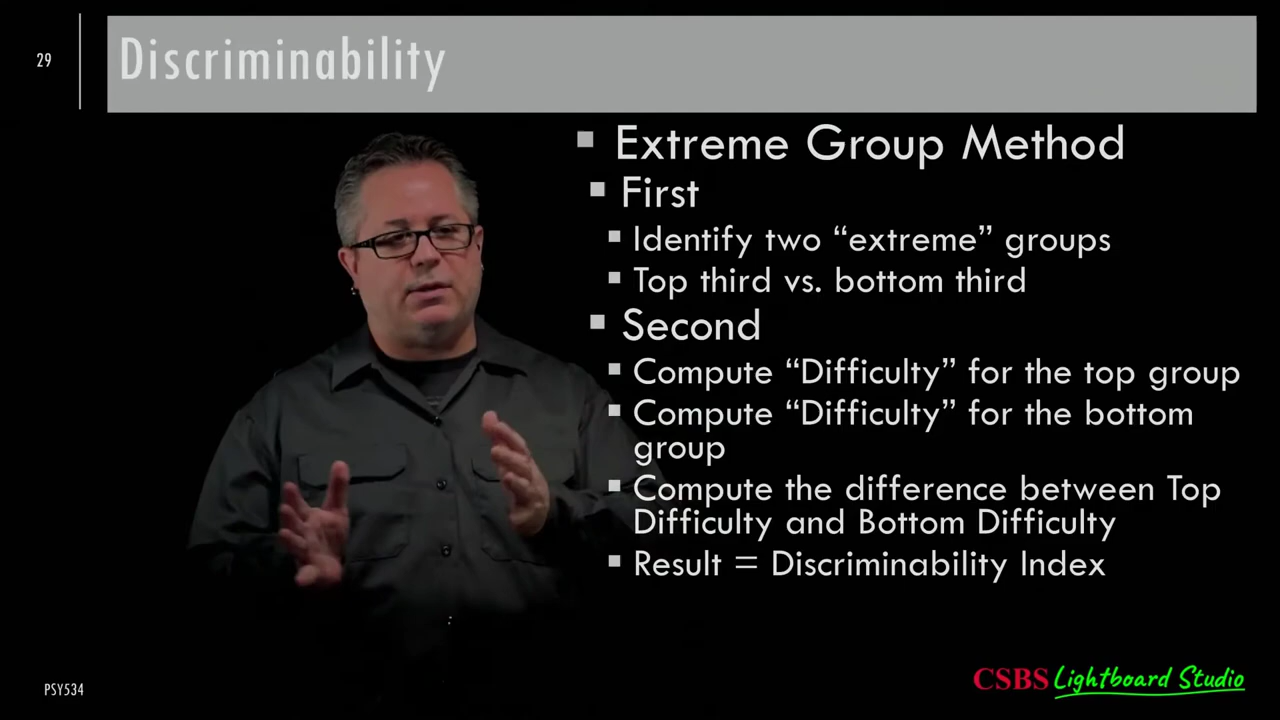 29
Discriminability
Extreme Group Method
First
Identify two “extreme” groups
Top third vs. bottom third
Second
Compute “Difficulty” for the top group
Compute “Difficulty” for the bottom
group
Compute the difference between Top
Difficulty and Bottom Difficulty
Result = Discriminability Index
PSY534
CSBS Lightboard Studio